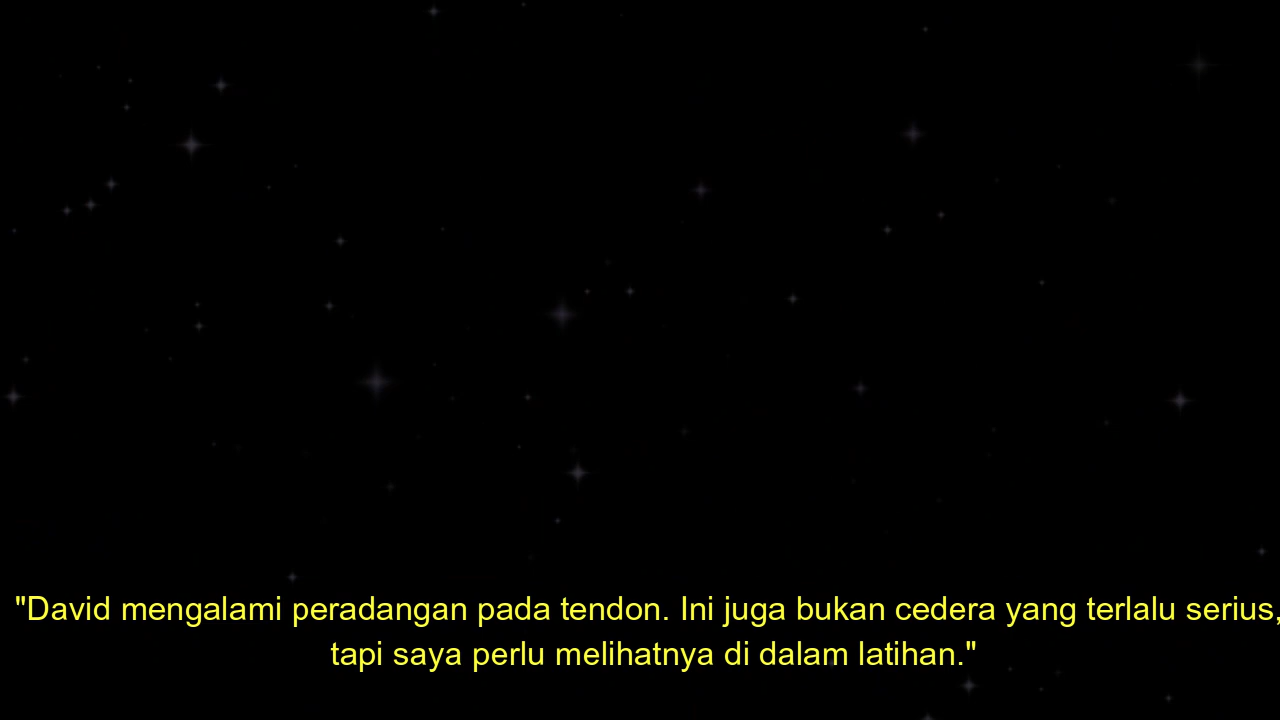 "David mengalami peradangan pada tendon. Ini juga bukan cedera yang terlalu serius,
tapi saya perlu melihatnya di dalam latihan."